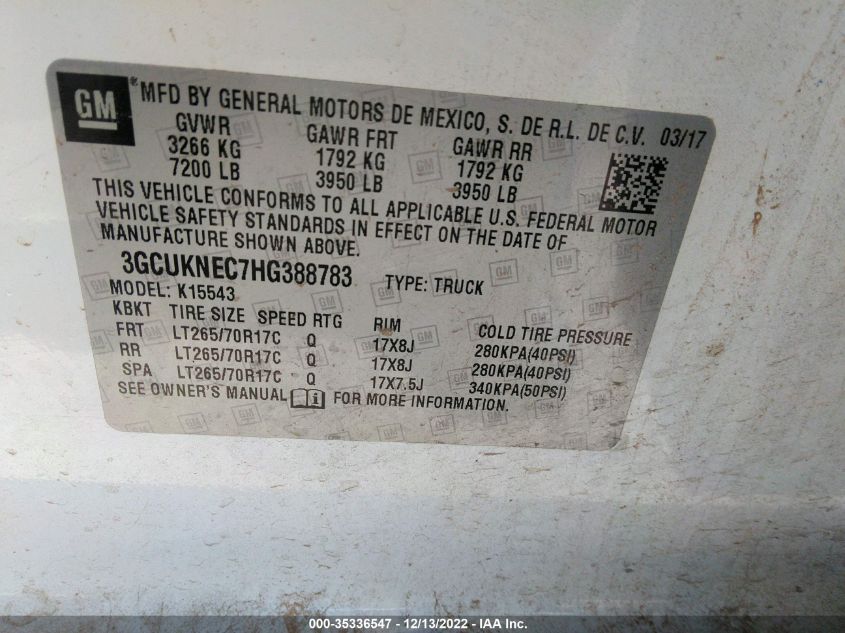 GM ® MFD BY GENERAL MOTORS DE MEXICO, S. DE R.L. DE C.V. 03/17
GVWR GAWR FRT GAWR RR
3266 KG 1792 KG 1792 KG
7200 LB 3950 LB 3950 LB
THIS VEHICLE CONFORMS TO ALL APPLICABLE U.S. FEDERAL MOTOR
VEHICLE SAFETY STANDARDS IN EFFECT ON THE DATE OF
MANUFACTURE SHOWN ABOVE.
3GCUKNEC7HG388783 TYPE: TRUCK
MODEL: K15543
KBKT TIRE SIZE SPEED RTG RIM COLD TIRE PRESSURE
FRT LT265/70R17C Q 17X8J 280KPA(40PSI)
RR LT265/70R17C Q 17X8J 280KPA(40PSI)
SPA LT265/70R17C Q 17X7.5J 340KPA(50PSI)
SEE OWNER'S MANUAL FOR MORE INFORMATION.
000-35336547 - 12/13/2022 - IAA Inc.